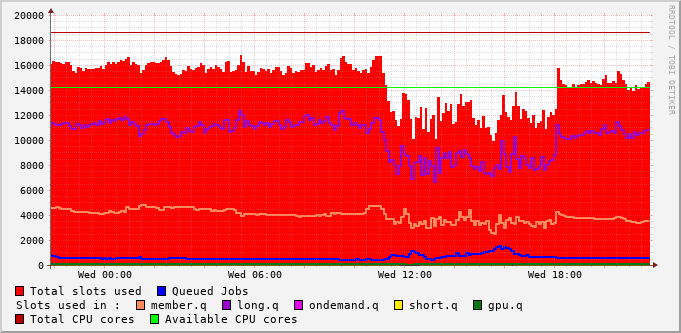 20000
18000
16000
14000
12000
10000
8000
6000
4000
2000
0
Wed 00:00 Wed 06:00 Wed 12:00 Wed 18:00
RRDTOOL / TOBI OETIKER
Total slots used Queued Jobs
Slots used in : member.q long.q ondemand.q short.q gpu.q
Total CPU cores Available CPU cores